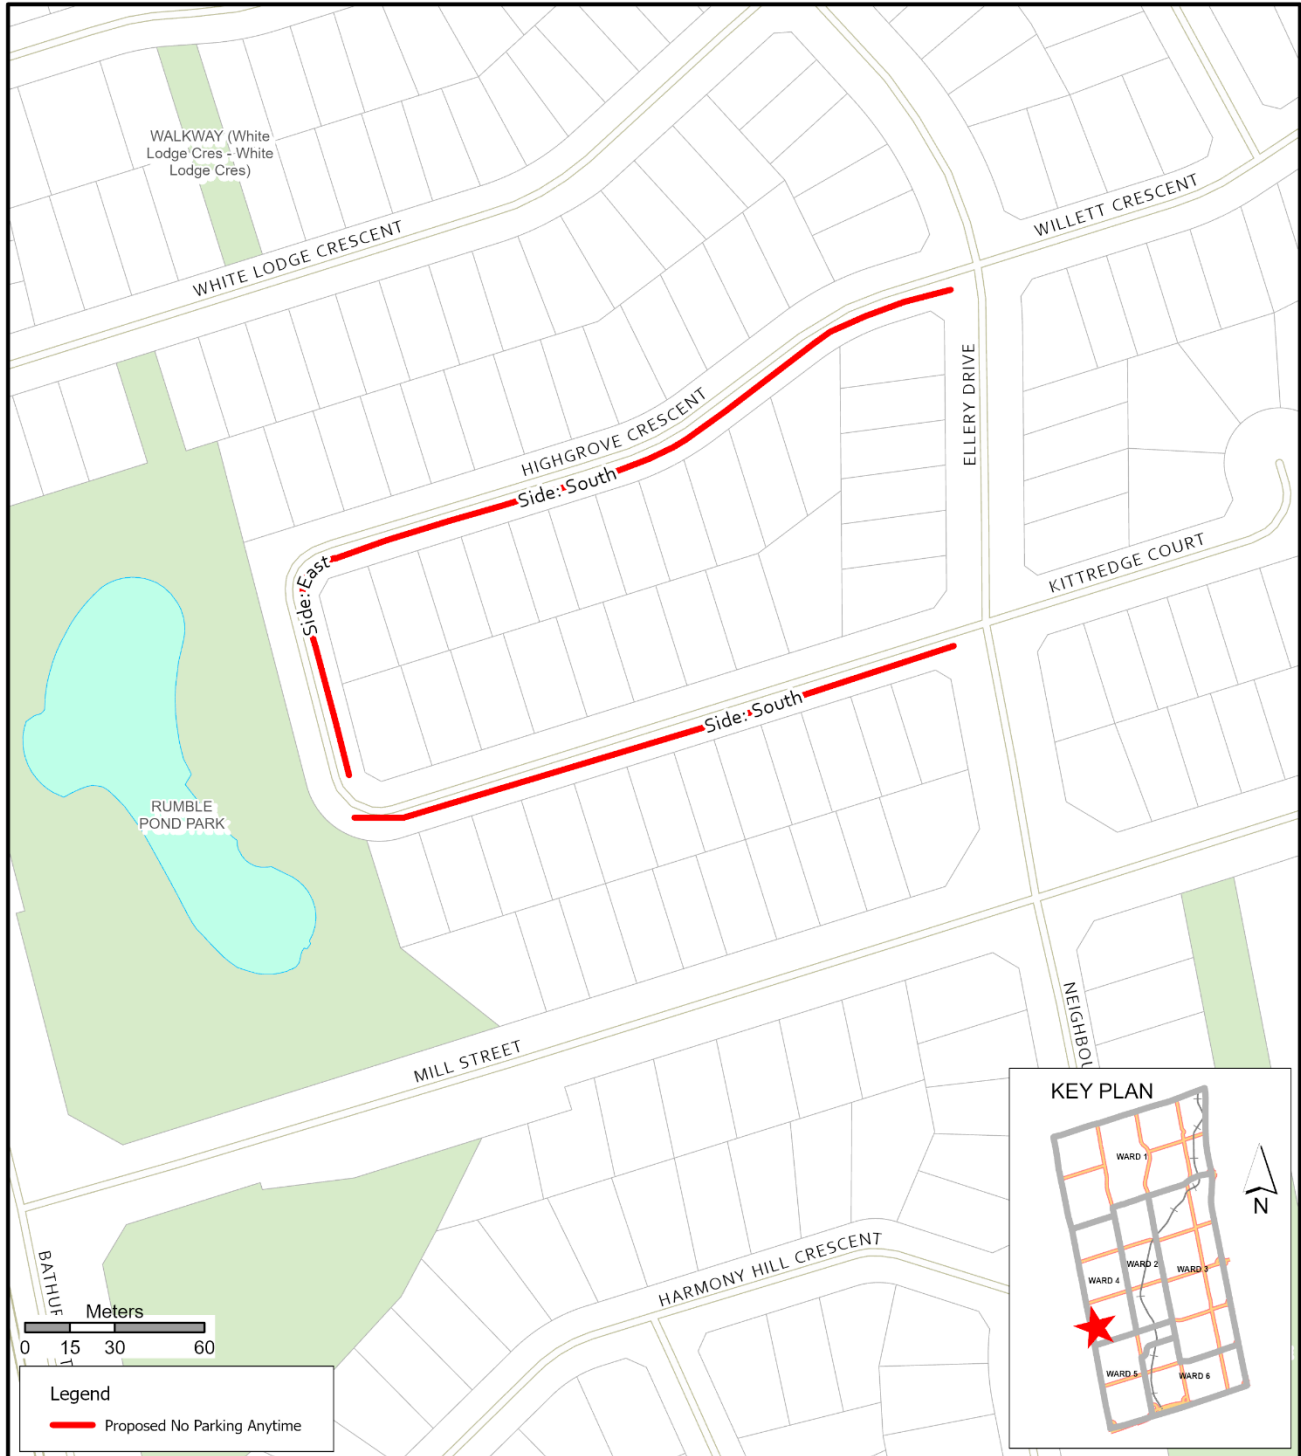 WALKWAY (White
Lodge Cres - White
Lodge Cres)
WHITE LODGE CRESCENT
WILLETT CRESCENT
ELLERY DRIVE
HIGHGROVE CRESCENT
Side: South
Side: East
KITTREDGE COURT
Side: South
RUMBLE
POND PARK
MILL STREET
NEIGHBOU
HARMONY HILL CRESCENT
BATHUR
T
Meters
0 15 30 60
Legend
Proposed No Parking Anytime
KEY PLAN
WARD 1
N
WARD 2
WARD 3
WARD 4
WARD 5
WARD 6